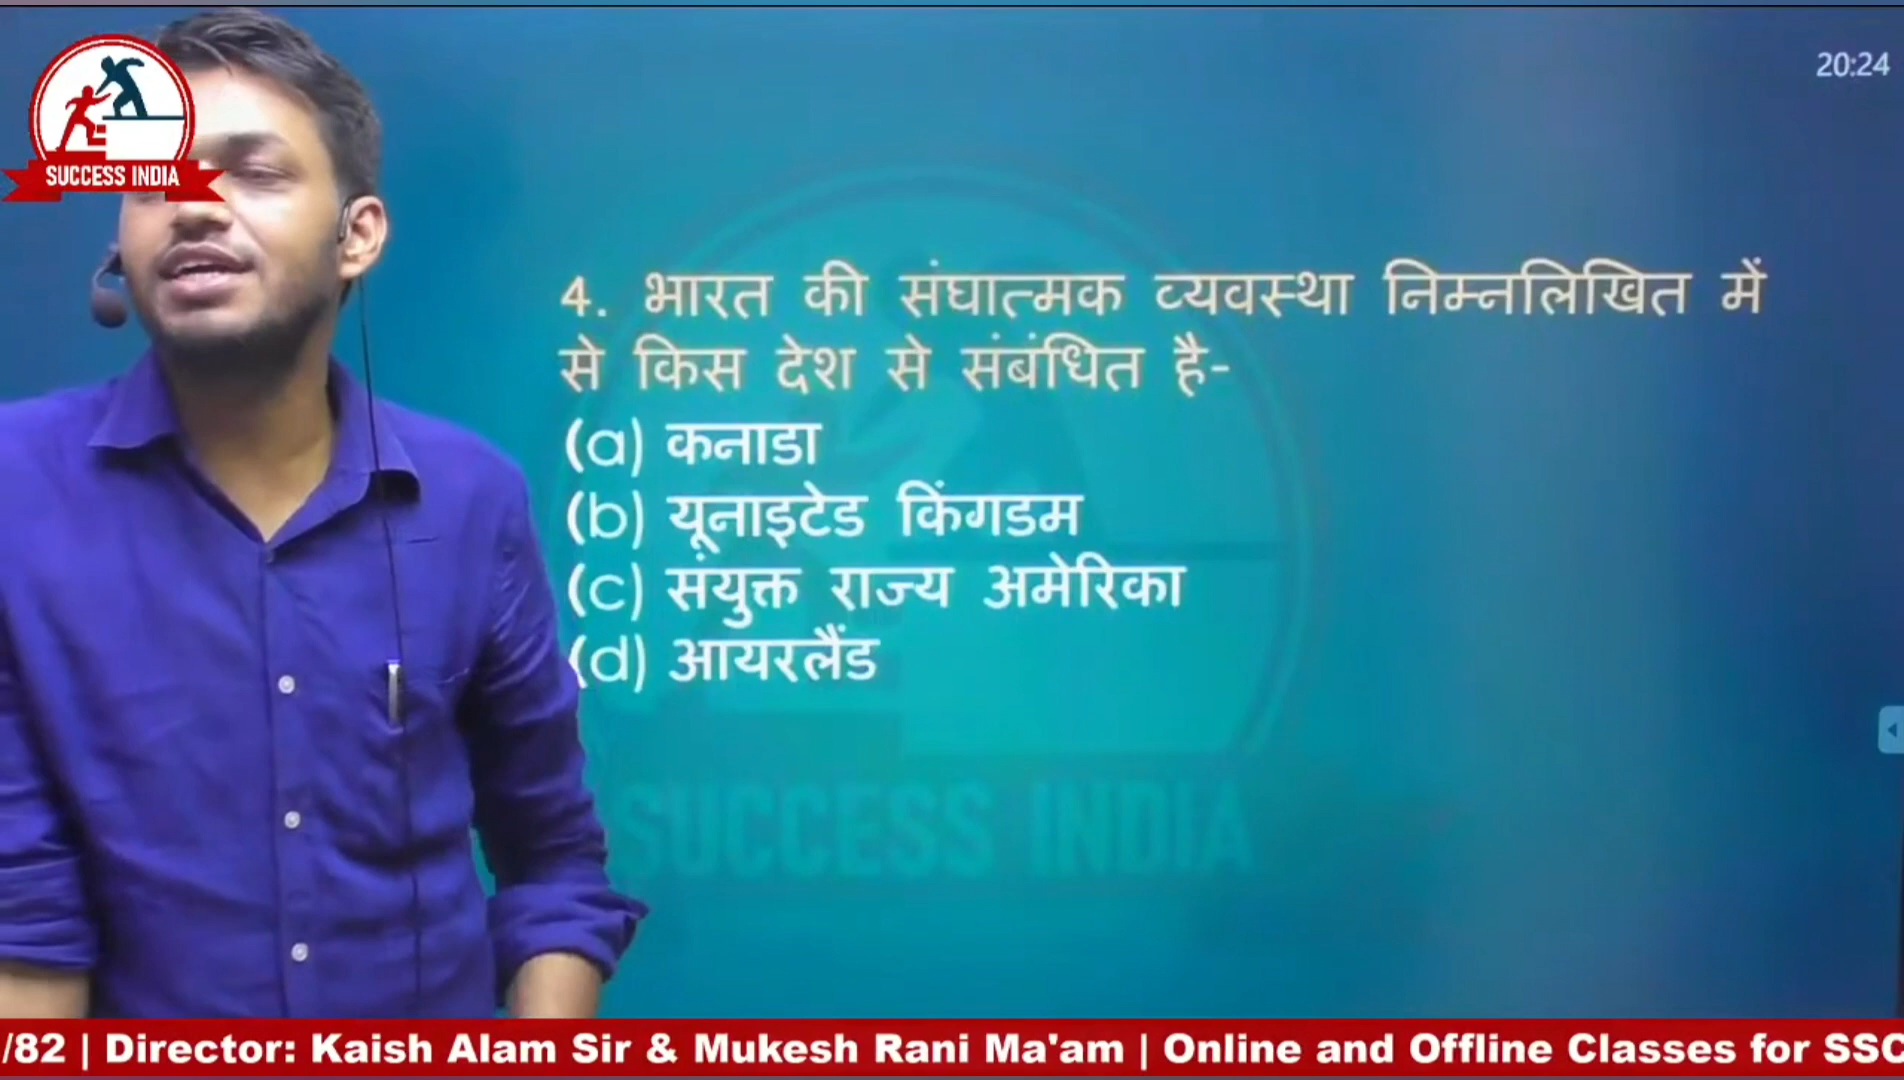 SUCCESS INDIA
20:24
4. भारत की संघात्मक व्यवस्था निम्नलिखित में
से किस देश से संबंधित है-
(a) कनाडा
(b) यूनाइटेड किंगडम
(c) संयुक्त राज्य अमेरिका
(d) आयरलैंड
SUCCESS INDIA
/82 | Director: Kaish Alam Sir & Mukesh Rani Ma'am | Online and Offline Classes for SSC